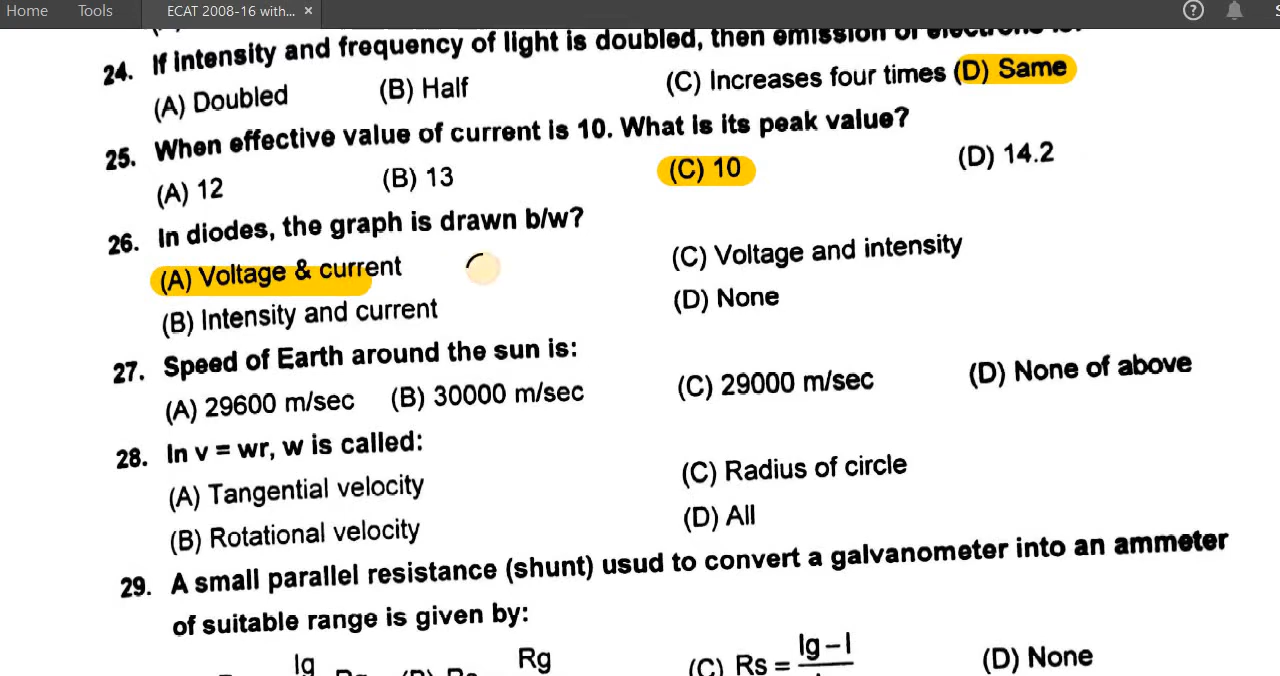 Home Tools ECAT 2008-16 with... ×
24. If intensity and frequency of light is doubled, then emission of electrons is:
(A) Doubled (B) Half (C) Increases four times (D) Same
25. When effective value of current is 10. What is its peak value?
(A) 12 (B) 13 (C) 10 (D) 14.2
26. In diodes, the graph is drawn b/w?
(A) Voltage & current (C) Voltage and intensity
(B) Intensity and current (D) None
27. Speed of Earth around the sun is:
(A) 29600 m/sec (B) 30000 m/sec (C) 29000 m/sec (D) None of above
28. In v = wr, w is called:
(A) Tangential velocity (C) Radius of circle
(B) Rotational velocity (D) All
29. A small parallel resistance (shunt) usud to convert a galvanometer into an ammeter
of suitable range is given by:
Ig Rg (C) Rs = Ig – I (D) None